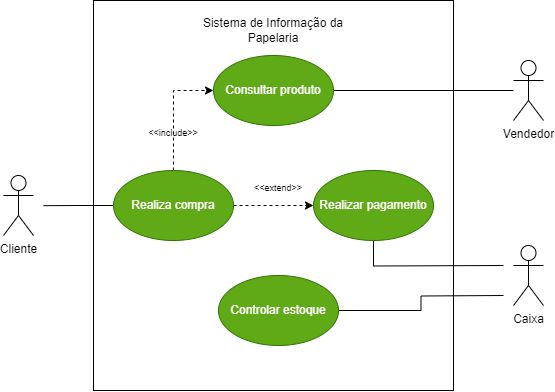 Sistema de Informação da
Papelaria
Consultar produto
Vendedor
<<include>>
Realiza compra
<<extend>>
Realizar pagamento
Cliente
Controlar estoque
Caixa